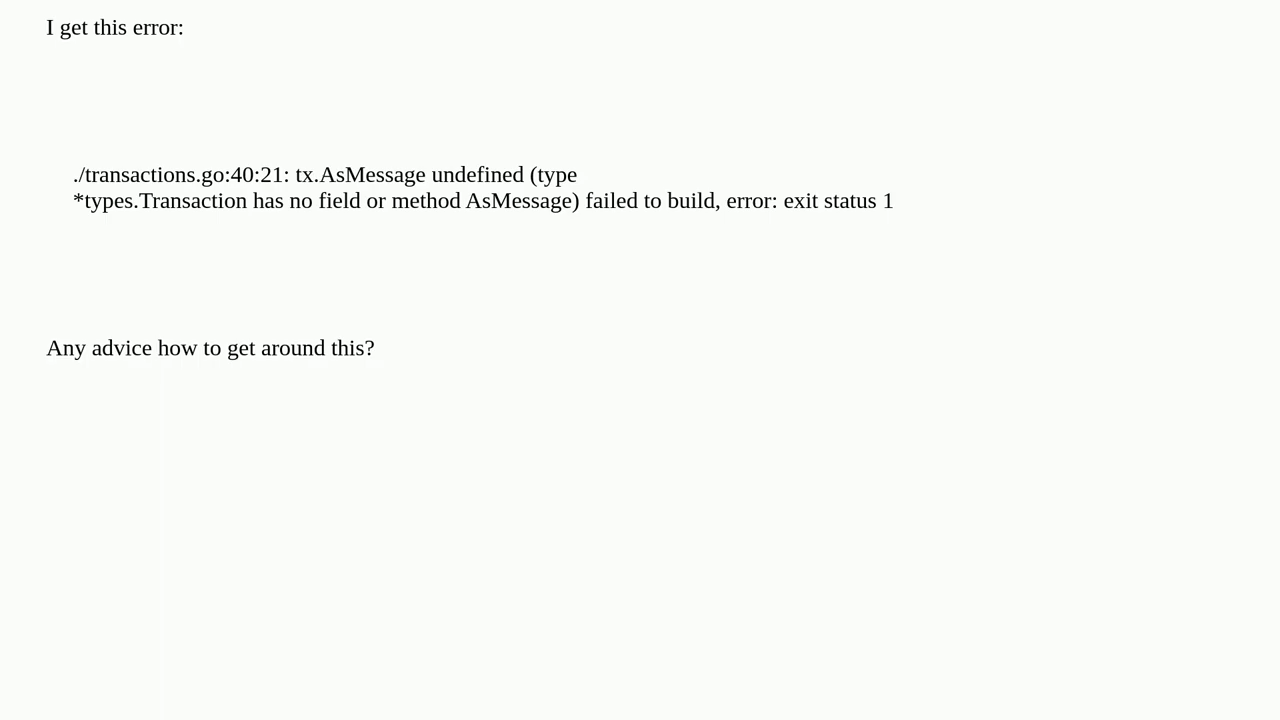 I get this error:
./transactions.go:40:21: tx.AsMessage undefined (type
*types.Transaction has no field or method AsMessage) failed to build, error: exit status 1
Any advice how to get around this?